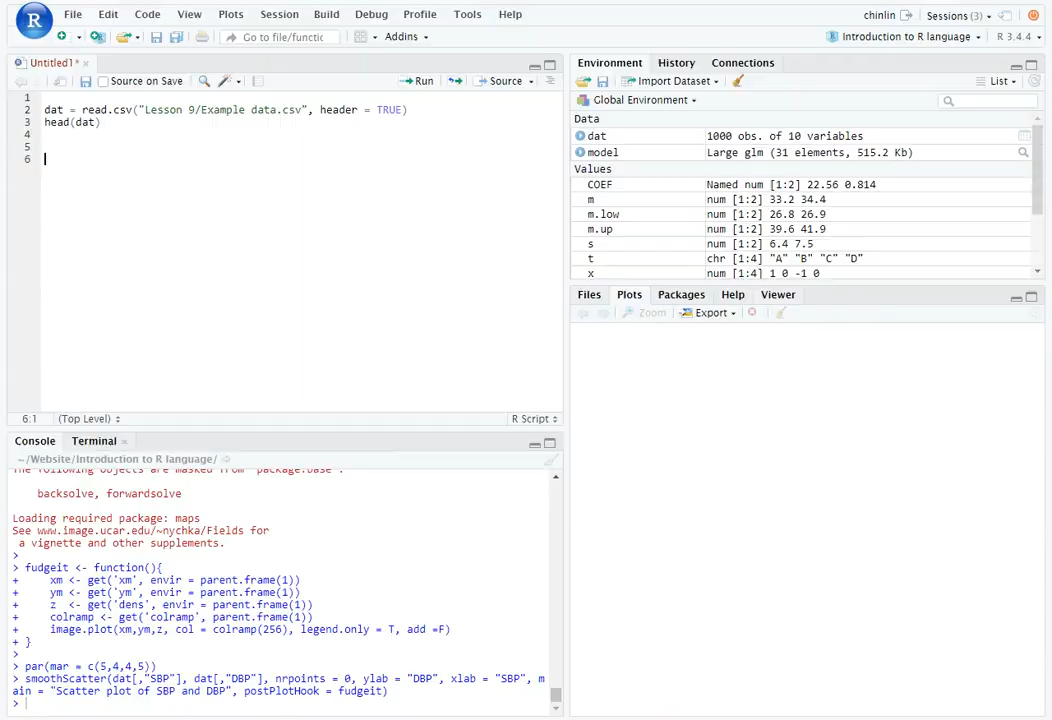 File Edit Code View Plots Session Build Debug Profile Tools Help chinlin Sessions (3)
Go to file/functic Addins Introduction to R language R 3.4.4
Untitled1*
Source on Save Run Source
1
2 dat = read.csv("Lesson 9/Example data.csv", header = TRUE)
3 head(dat)
4
5
6
6:1 (Top Level) R Script
Console Terminal
~/Website/Introduction to R language/
The following objects are masked from 'package:base':
backsolve, forwardsolve
Loading required package: maps
See www.image.ucar.edu/~nychka/Fields for
a vignette and other supplements.
>
> fudgeit <- function(){
+ xm <- get('xm', envir = parent.frame(1))
+ ym <- get('ym', envir = parent.frame(1))
+ z <- get('dens', envir = parent.frame(1))
+ colramp <- get('colramp', parent.frame(1))
+ image.plot(xm,ym,z, col = colramp(256), legend.only = T, add =F)
+ }
>
> par(mar = c(5,4,4,5))
> smoothScatter(dat[,"SBP"], dat[,"DBP"], nrpoints = 0, ylab = "DBP", xlab = "SBP", m
ain = "Scatter plot of SBP and DBP", postPlotHook = fudgeit)
>
Environment History Connections
Import Dataset List
Global Environment
Data
dat 1000 obs. of 10 variables
model Large glm (31 elements, 515.2 Kb)
Values
COEF Named num [1:2] 22.56 0.814
m num [1:2] 33.2 34.4
m.low num [1:2] 26.8 26.9
m.up num [1:2] 39.6 41.9
s num [1:2] 6.4 7.5
t chr [1:4] "A" "B" "C" "D"
x num [1:4] 1 0 -1 0
Files Plots Packages Help Viewer
Zoom Export